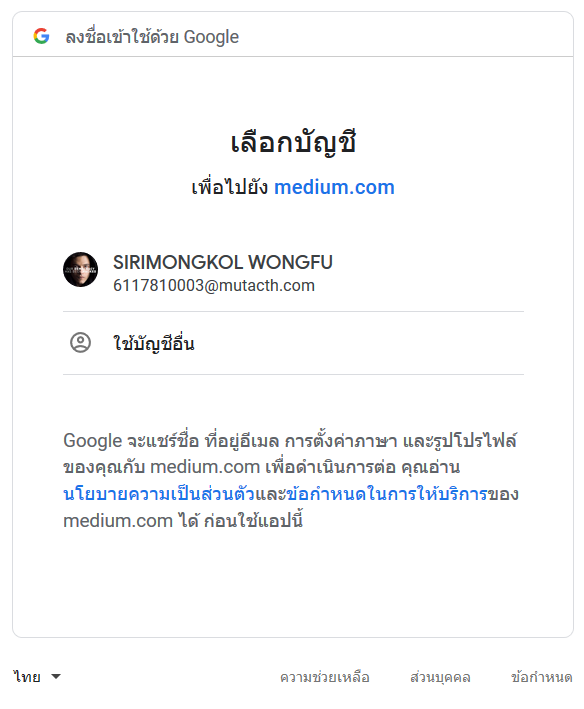 ลงชื่อเข้าใช้ด้วย Google
เลือกบัญชี
เพื่อไปยัง medium.com
SIRIMONGKOL WONGFU
6117810003@mutacth.com
ใช้บัญชีอื่น
Google จะแชร์ชื่อ ที่อยู่อีเมล การตั้งค่าภาษา และรูปโปรไฟล์
ของคุณกับ medium.com เพื่อดำเนินการต่อ คุณอ่าน
นโยบายความเป็นส่วนตัวและข้อกำหนดในการให้บริการของ
medium.com ได้ ก่อนใช้แอปนี้
ไทย ความช่วยเหลือ ส่วนบุคคล ข้อกำหนด